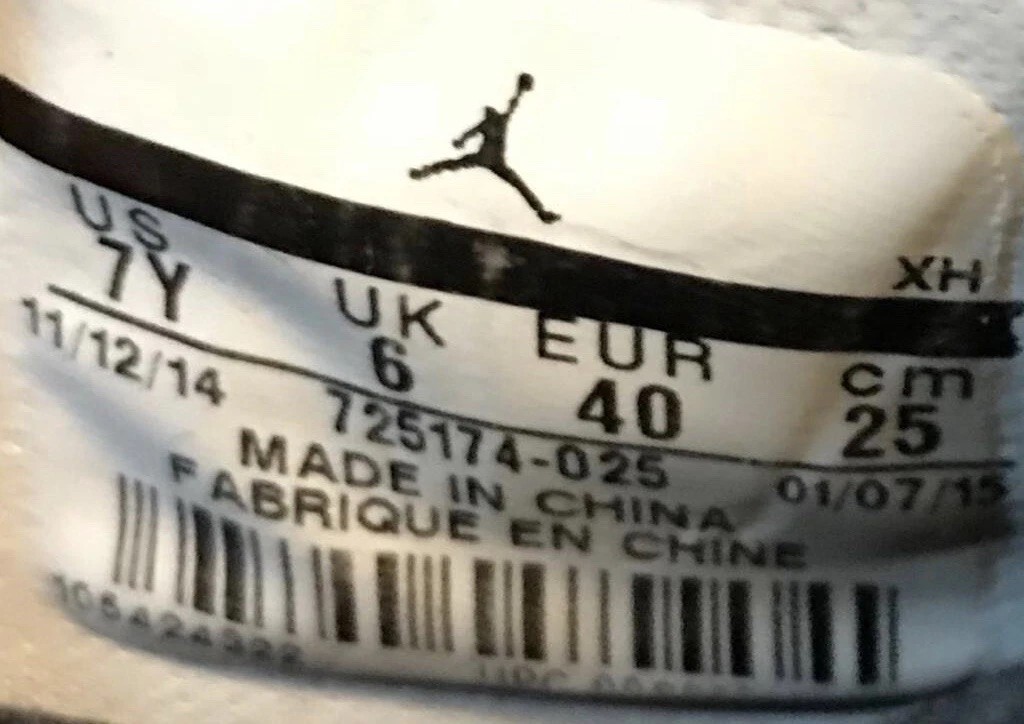 XH
US UK EUR cm
7Y 6 40 25
11/12/14 725174-025 01/07/15
MADE IN CHINA
FABRIQUE EN CHINE
UPC